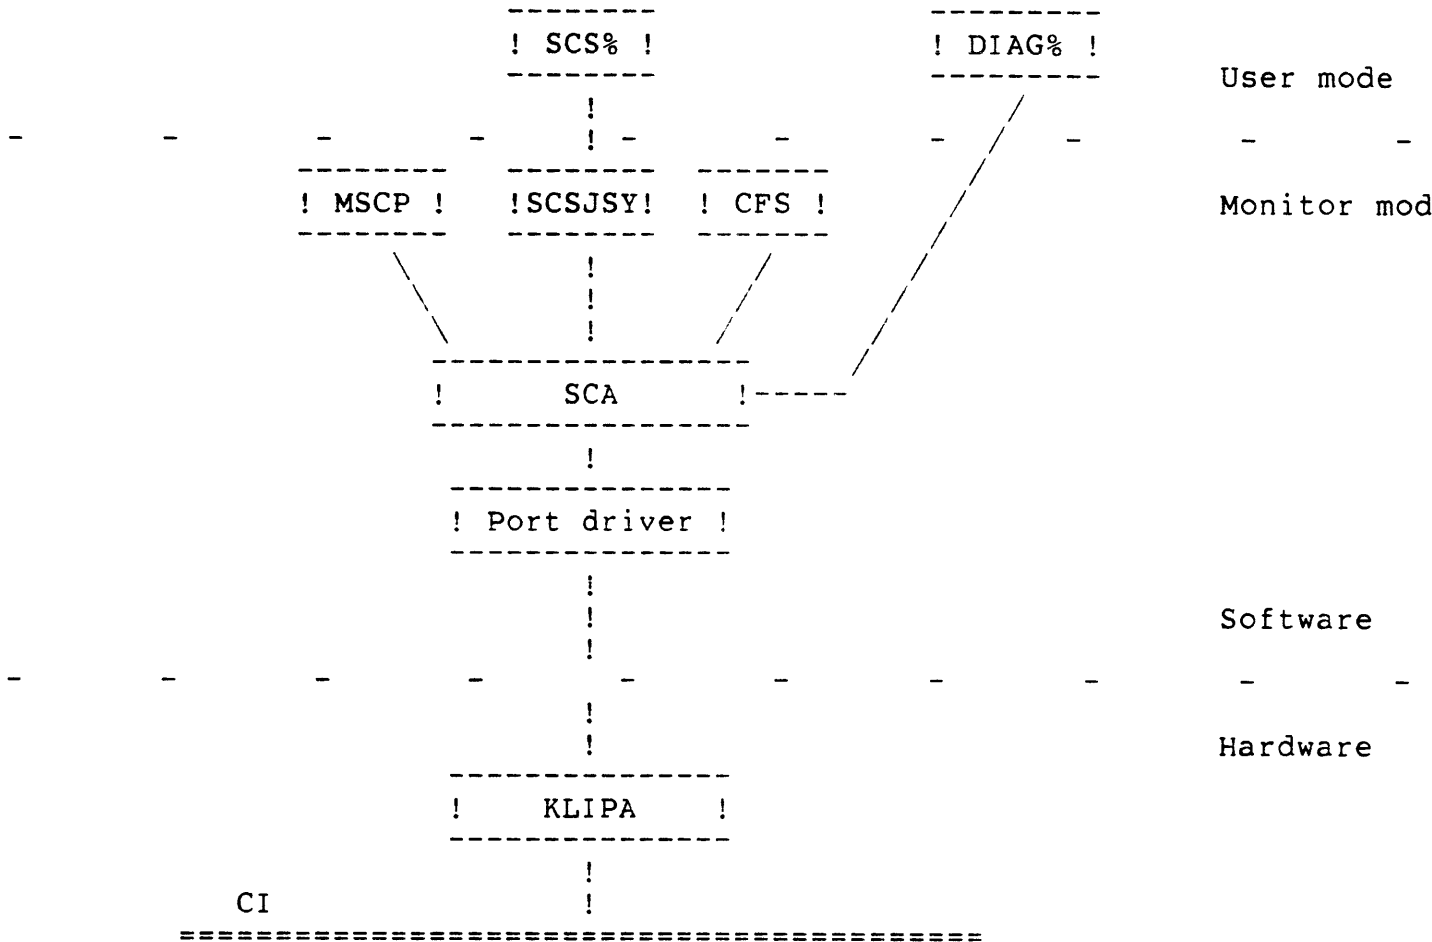 ! SCS% ! ! DIAG% !
User mode
! MSCP ! !SCSJSY! ! CFS ! Monitor mod
! SCA !-----
! Port driver !
Software
Hardware
! KLIPA !
CI